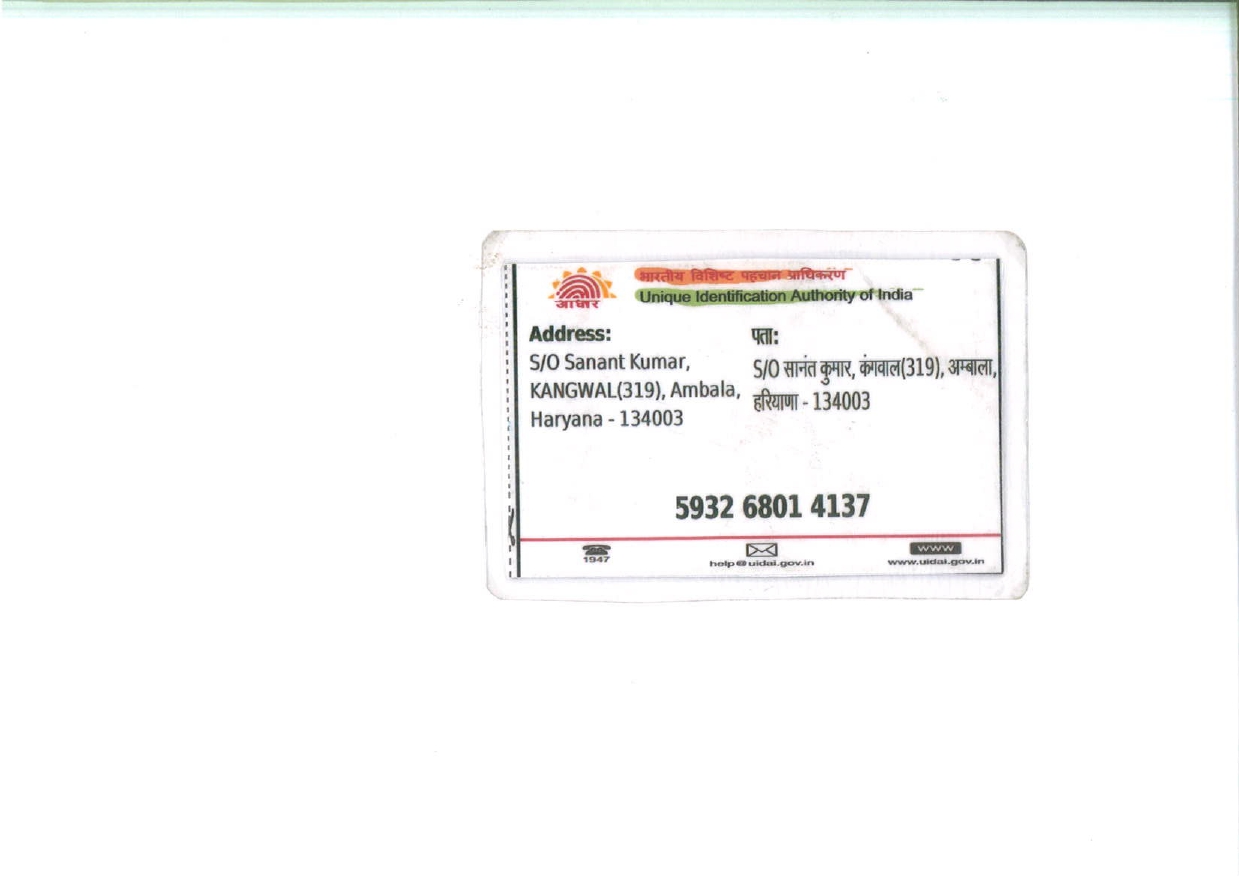 आधार
भारतीय विशिष्ट पहचान प्राधिकरण
Unique Identification Authority of India
Address:
S/O Sanant Kumar,
KANGWAL(319), Ambala,
Haryana - 134003
पता:
S/O सानंत कुमार, कंगवाल(319), अम्बाला,
हरियाणा - 134003
5932 6801 4137
1947
help@uidai.gov.in
www
www.uidai.gov.in